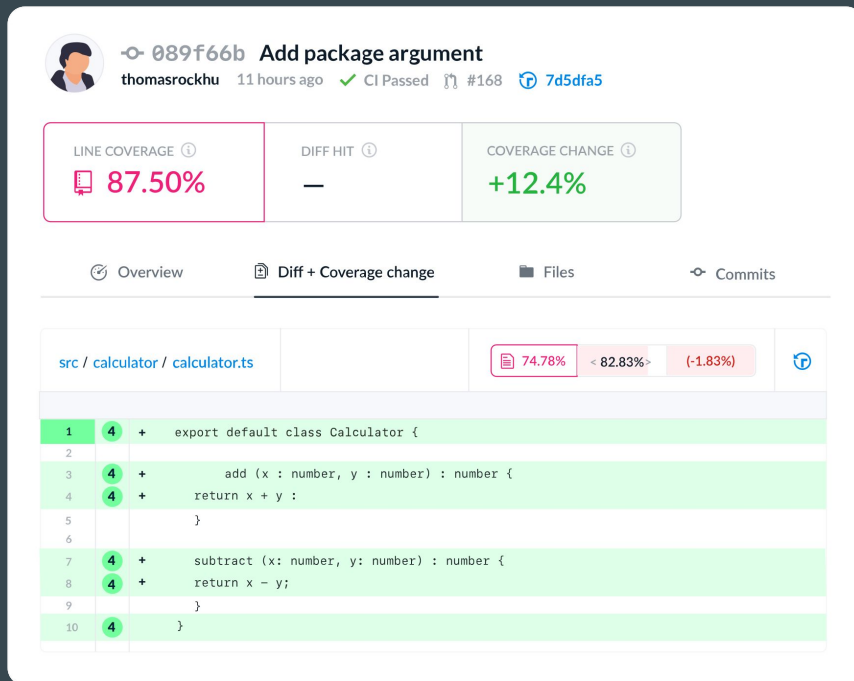 089f66b Add package argument
thomasrockhu 11 hours ago CI Passed #168 7d5dfa5
LINE COVERAGE DIFF HIT COVERAGE CHANGE
87.50% — +12.4%
Overview Diff + Coverage change Files Commits
src / calculator / calculator.ts 74.78% < 82.83% > (-1.83%)
1 4 + export default class Calculator {
2
3 4 + add (x : number, y : number) : number {
4 4 + return x + y :
5 }
6
7 4 + subtract (x: number, y: number) : number {
8 4 + return x – y;
9 }
10 4 }